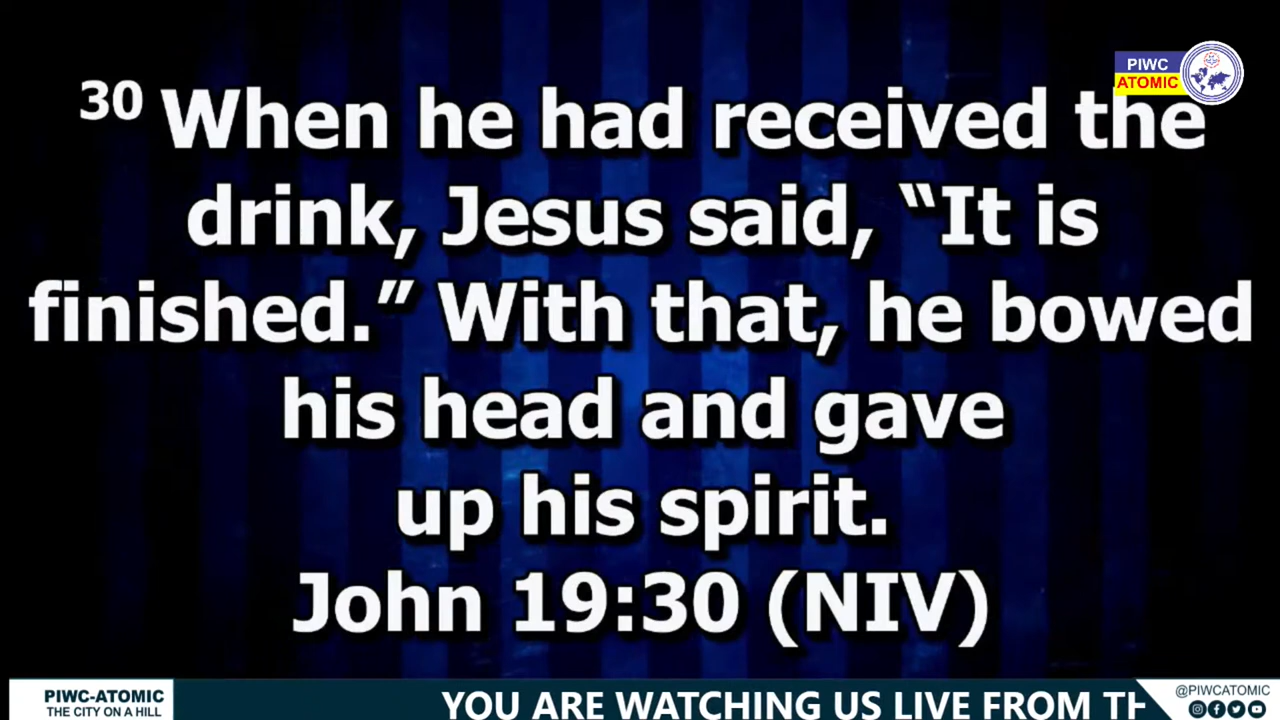 PIWC
ATOMIC
30 When he had received the
drink, Jesus said, “It is
finished.” With that, he bowed
his head and gave
up his spirit.
John 19:30 (NIV)
PIWC-ATOMIC
THE CITY ON A HILL
YOU ARE WATCHING US LIVE FROM TH
@PIWCATOMIC